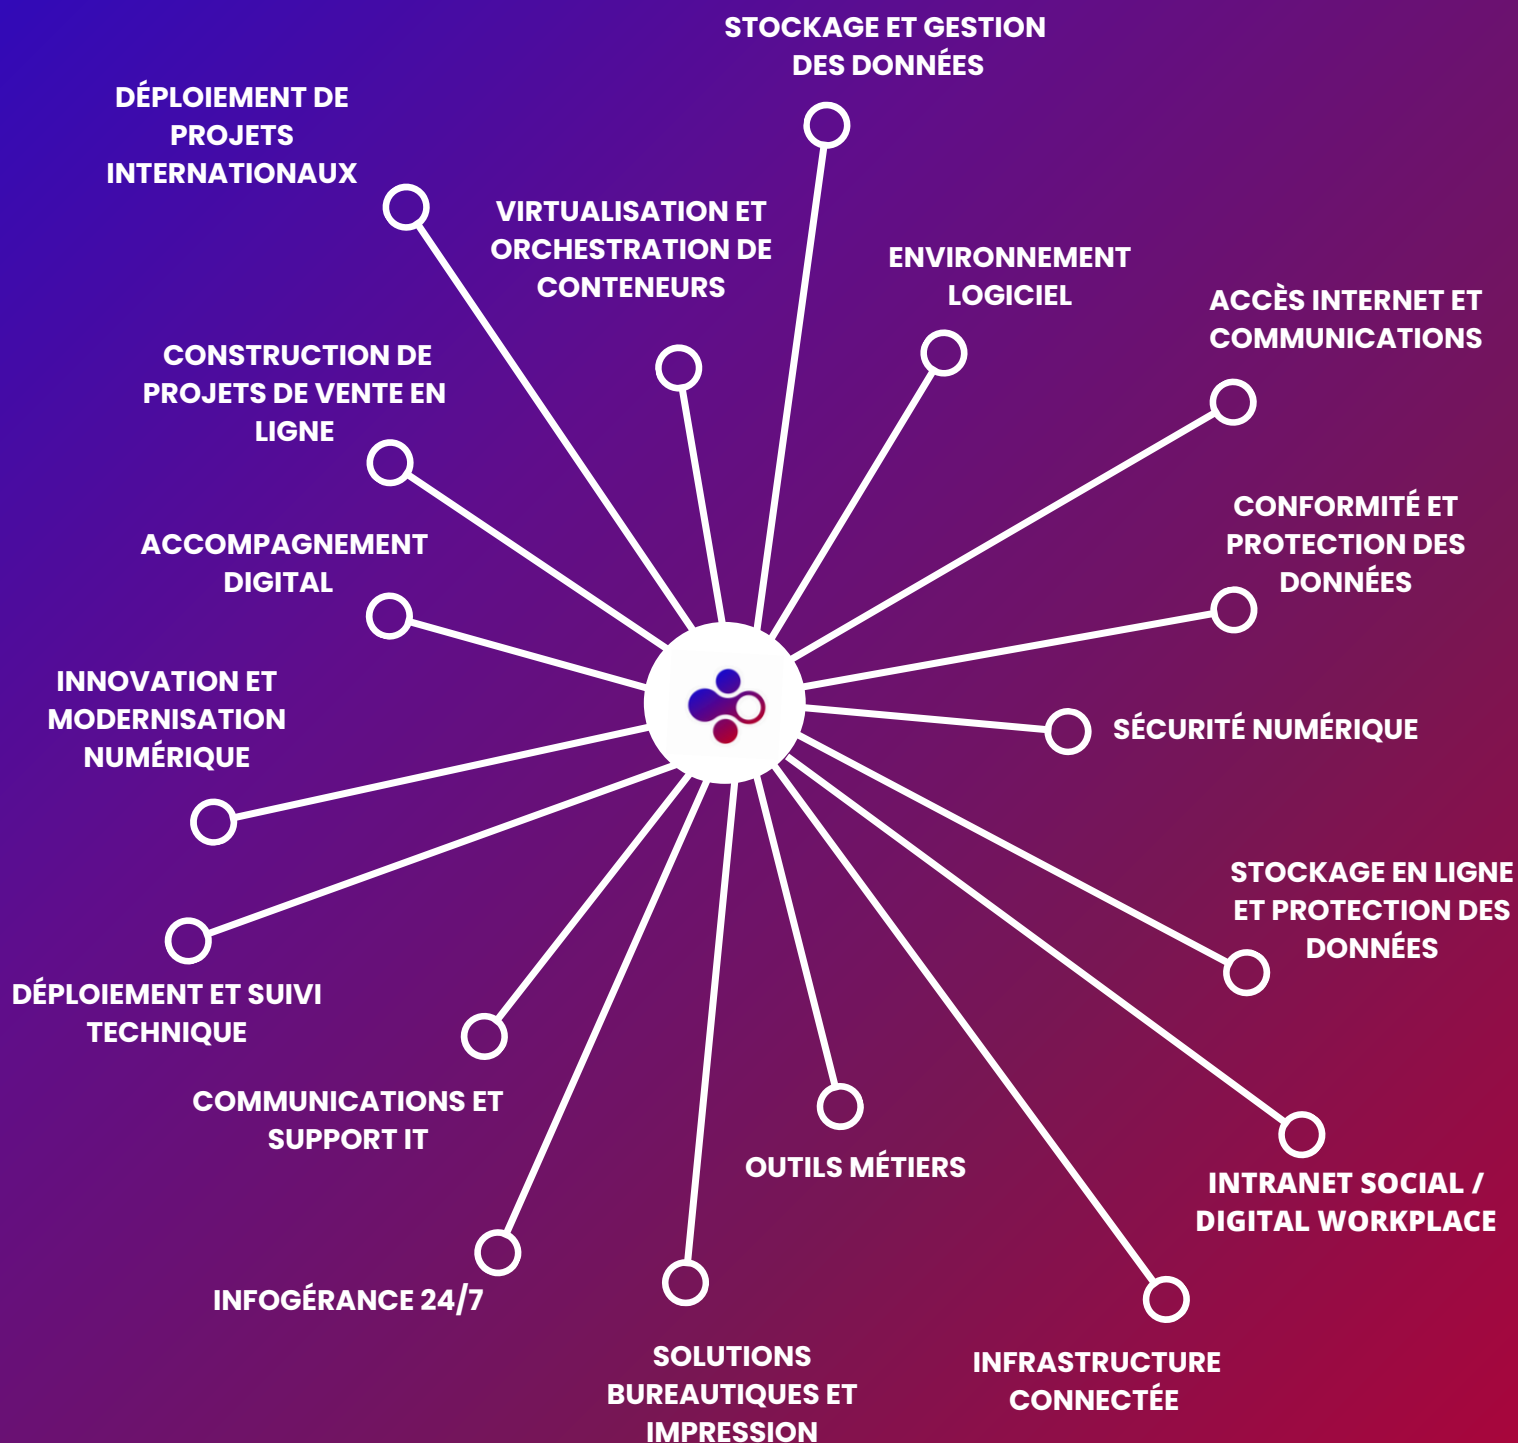 STOCKAGE ET GESTION
DES DONNÉES
DÉPLOIEMENT DE
PROJETS
INTERNATIONAUX
VIRTUALISATION ET
ORCHESTRATION DE
CONTENEURS
ENVIRONNEMENT
LOGICIEL
ACCÈS INTERNET ET
COMMUNICATIONS
CONSTRUCTION DE
PROJETS DE VENTE EN
LIGNE
CONFORMITÉ ET
PROTECTION DES
DONNÉES
ACCOMPAGNEMENT
DIGITAL
INNOVATION ET
MODERNISATION
NUMÉRIQUE
SÉCURITÉ NUMÉRIQUE
STOCKAGE EN LIGNE
ET PROTECTION DES
DONNÉES
DÉPLOIEMENT ET SUIVI
TECHNIQUE
COMMUNICATIONS ET
SUPPORT IT
OUTILS MÉTIERS
INTRANET SOCIAL /
DIGITAL WORKPLACE
INFOGÉRANCE 24/7
SOLUTIONS
BUREAUTIQUES ET
IMPRESSION
INFRASTRUCTURE
CONNECTÉE